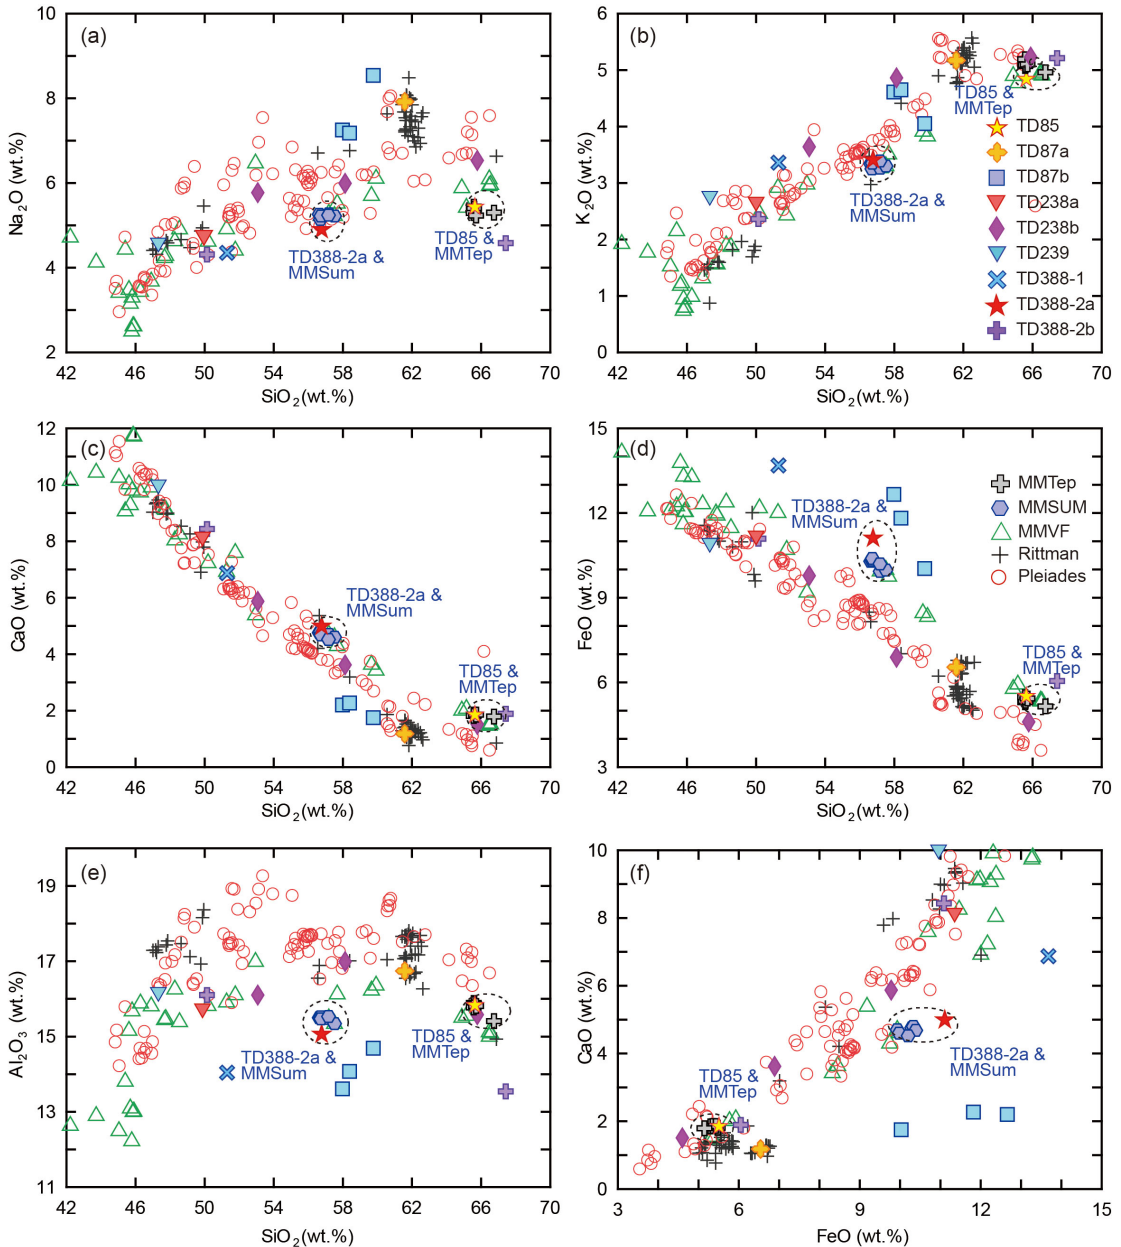 (a)
10
8
6
4
2
Na2O (wt.%)
TD388-2a &
MMSum
TD85 &
MMTep
42
46
50
54
58
62
66
70
SiO2(wt.%)
(b)
6
5
4
3
2
1
0
K2O (wt.%)
TD85 &
MMTep
TD85
TD87a
TD87b
TD238a
TD238b
TD239
TD388-1
TD388-2a
TD388-2b
TD388-2a &
MMSum
42
46
50
54
58
62
66
70
SiO2(wt.%)
(c)
12
10
8
6
4
2
0
CaO (wt.%)
TD388-2a &
MMSum
TD85 &
MMTep
42
46
50
54
58
62
66
70
SiO2(wt.%)
(d)
15
12
9
6
3
FeO (wt.%)
TD388-2a &
MMSum
MMTep
MMSUM
MMVF
Rittman
Pleiades
TD85 &
MMTep
42
46
50
54
58
62
66
70
SiO2(wt.%)
(e)
19
17
15
13
11
Al2O3 (wt.%)
TD388-2a &
MMSum
TD85 &
MMTep
42
46
50
54
58
62
66
70
SiO2(wt.%)
(f)
10
8
6
4
2
0
CaO (wt.%)
TD85 &
MMTep
TD388-2a &
MMSum
3
6
9
12
15
FeO (wt.%)